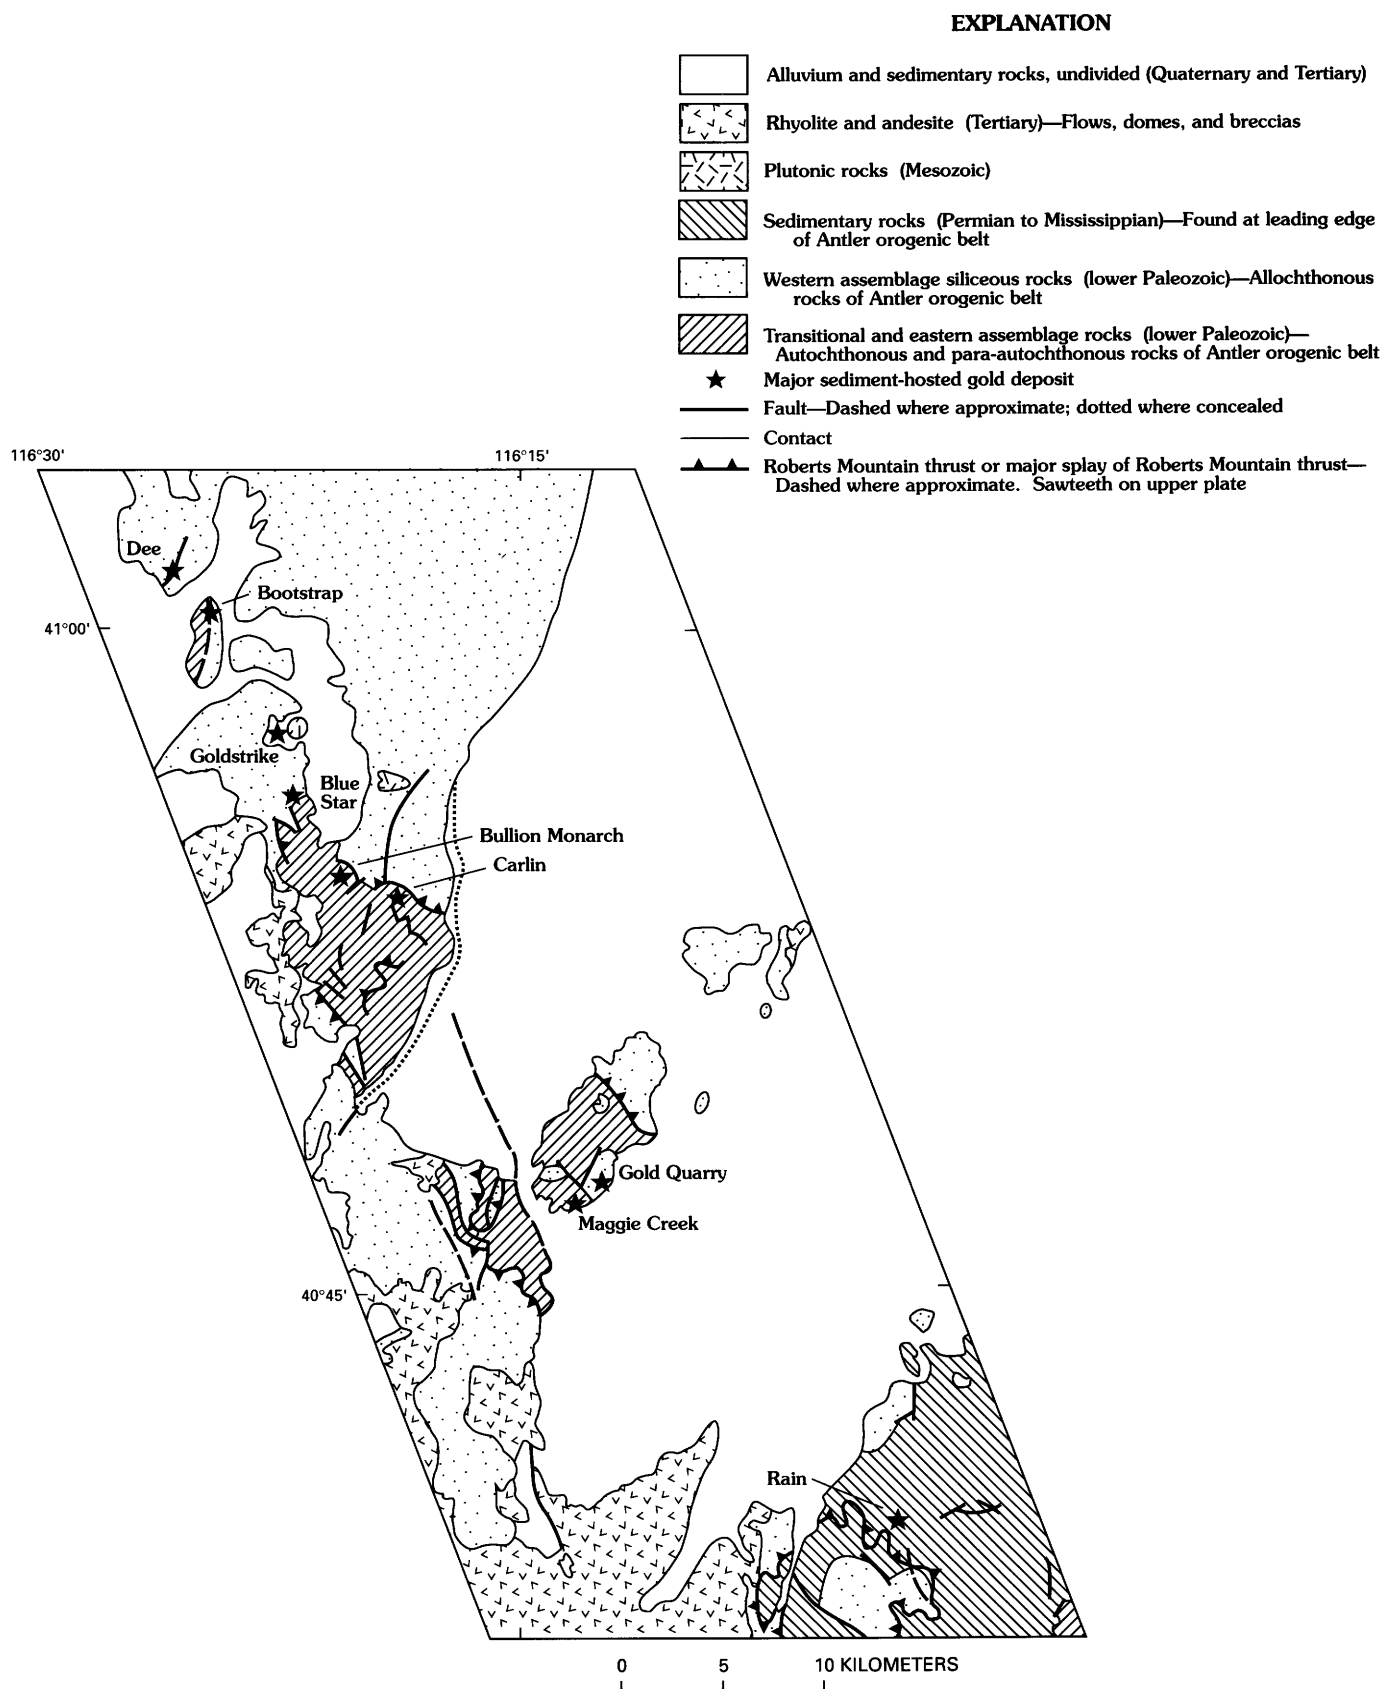 EXPLANATION
Alluvium and sedimentary rocks, undivided (Quaternary and Tertiary)
Rhyolite and andesite (Tertiary)—Flows, domes, and breccias
Plutonic rocks (Mesozoic)
Sedimentary rocks (Permian to Mississippian)—Found at leading edge
of Antler orogenic belt
Western assemblage siliceous rocks (lower Paleozoic)—Allochthonous
rocks of Antler orogenic belt
Transitional and eastern assemblage rocks (lower Paleozoic)—
Autochthonous and para-autochthonous rocks of Antler orogenic belt
Major sediment-hosted gold deposit
Fault—Dashed where approximate; dotted where concealed
Contact
Roberts Mountain thrust or major splay of Roberts Mountain thrust—
Dashed where approximate. Sawteeth on upper plate
116°30'
116°15'
Dee
Bootstrap
41°00'
Goldstrike
Blue
Star
Bullion Monarch
Carlin
Gold Quarry
Maggie Creek
40°45'
Rain
0 5 10 KILOMETERS